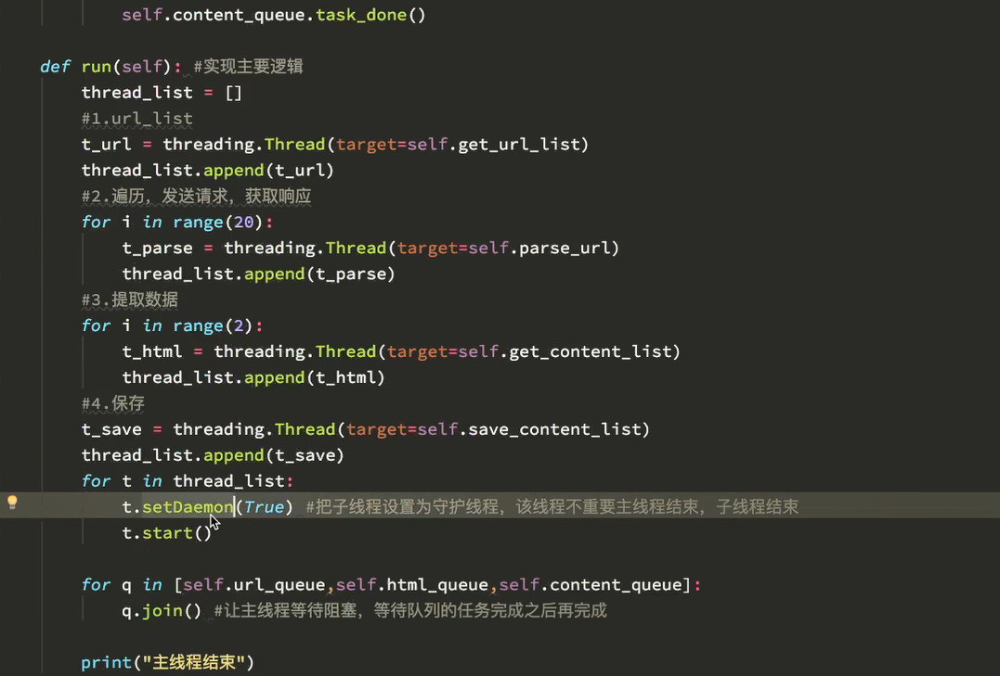 self.content_queue.task_done()
def run(self): #实现主要逻辑
thread_list = []
#1.url_list
t_url = threading.Thread(target=self.get_url_list)
thread_list.append(t_url)
#2.遍历，发送请求，获取响应
for i in range(20):
t_parse = threading.Thread(target=self.parse_url)
thread_list.append(t_parse)
#3.提取数据
for i in range(2):
t_html = threading.Thread(target=self.get_content_list)
thread_list.append(t_html)
#4.保存
t_save = threading.Thread(target=self.save_content_list)
thread_list.append(t_save)
for t in thread_list:
t.setDaemon(True) #把子线程设置为守护线程，该线程不重要主线程结束，子线程结束
t.start()
for q in [self.url_queue,self.html_queue,self.content_queue]:
q.join() #让主线程等待阻塞，等待队列的任务完成之后再完成
print("主线程结束")